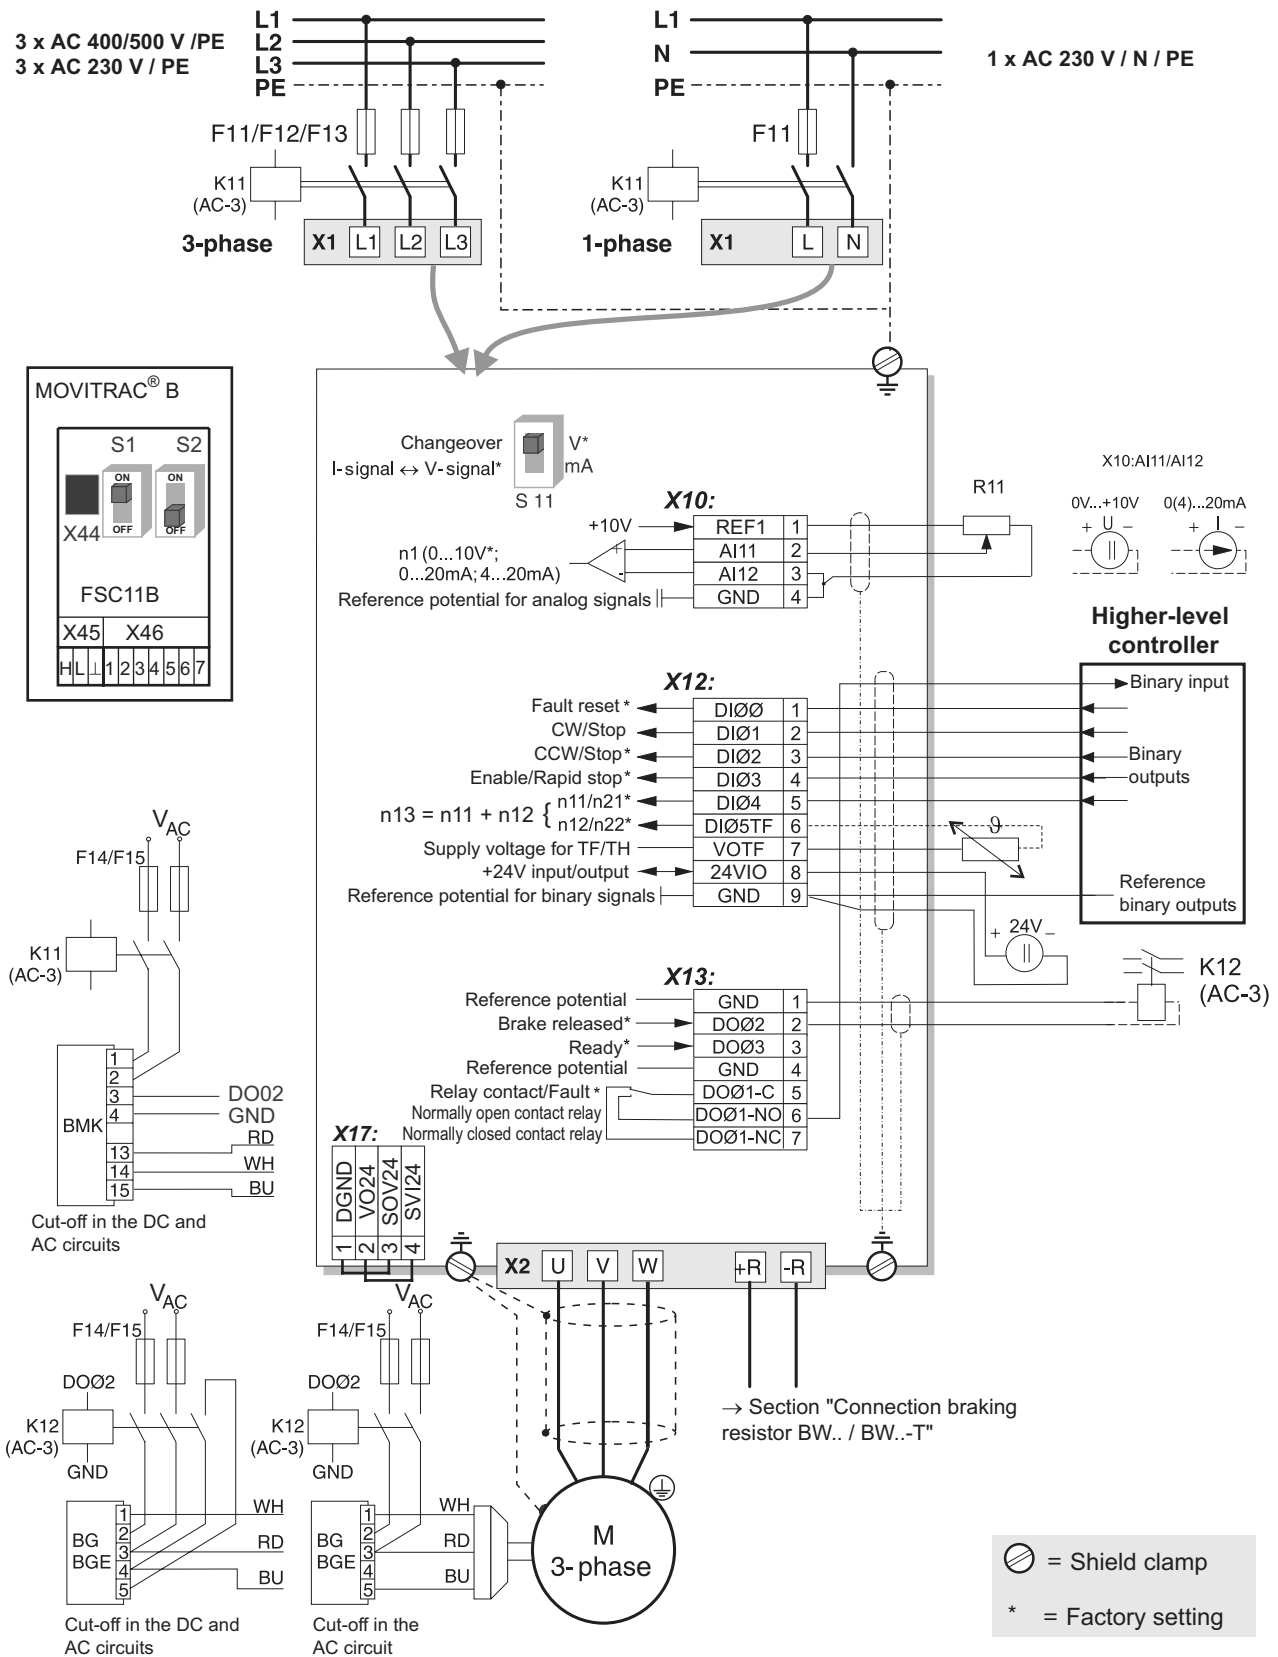 3 x AC 400/500 V /PE
3 x AC 230 V / PE
L1
L2
L3
PE
F11/F12/F13
K11
(AC-3)
3-phase
X1 L1 L2 L3
L1
N
PE
1 x AC 230 V / N / PE
F11
K11
(AC-3)
1-phase
X1 L N
MOVITRAC® B
S1 S2
ON ON
OFF OFF
X44
FSC11B
X45 X46
H L ⊥ 1 2 3 4 5 6 7
Changeover
I-signal ↔ V-signal*
V*
mA
S 11
X10:
+10V REF1 1
AI11 2
n1 (0...10V*;
0...20mA; 4...20mA)
+
-
AI12 3
Reference potential for analog signals GND 4
R11
X10:AI11/AI12
0V...+10V 0(4)...20mA
+ U − + I −
Higher-level
controller
Binary input
Binary
outputs
Reference
binary outputs
X12:
Fault reset * DIØØ 1
CW/Stop DIØ1 2
CCW/Stop* DIØ2 3
Enable/Rapid stop* DIØ3 4
n13 = n11 + n12 {
n11/n21* DIØ4 5
n12/n22* DIØ5TF 6
Supply voltage for TF/TH VOTF 7
+24V input/output 24VIO 8
Reference potential for binary signals GND 9
ϑ
+ 24V −
K12
(AC-3)
X13:
Reference potential GND 1
Brake released* DOØ2 2
Ready* DOØ3 3
Reference potential GND 4
Relay contact/Fault * DOØ1-C 5
Normally open contact relay DOØ1-NO 6
Normally closed contact relay DOØ1-NC 7
X17:
DGND 1
VO24 2
SOV24 3
SVI24 4
X2 U V W +R -R
VAC
F14/F15
K11
(AC-3)
BMK
1
2
3 DO02
4 GND
13 RD
14 WH
15 BU
Cut-off in the DC and
AC circuits
VAC
F14/F15
DOØ2
K12
(AC-3)
GND
BG
BGE
1 WH
2
3 RD
4
5 BU
Cut-off in the DC and
AC circuits
VAC
F14/F15
DOØ2
K12
(AC-3)
GND
BG
BGE
1 WH
2
3 RD
4
5 BU
Cut-off in the
AC circuit
M
3-phase
→ Section "Connection braking
resistor BW.. / BW..-T"
= Shield clamp
* = Factory setting